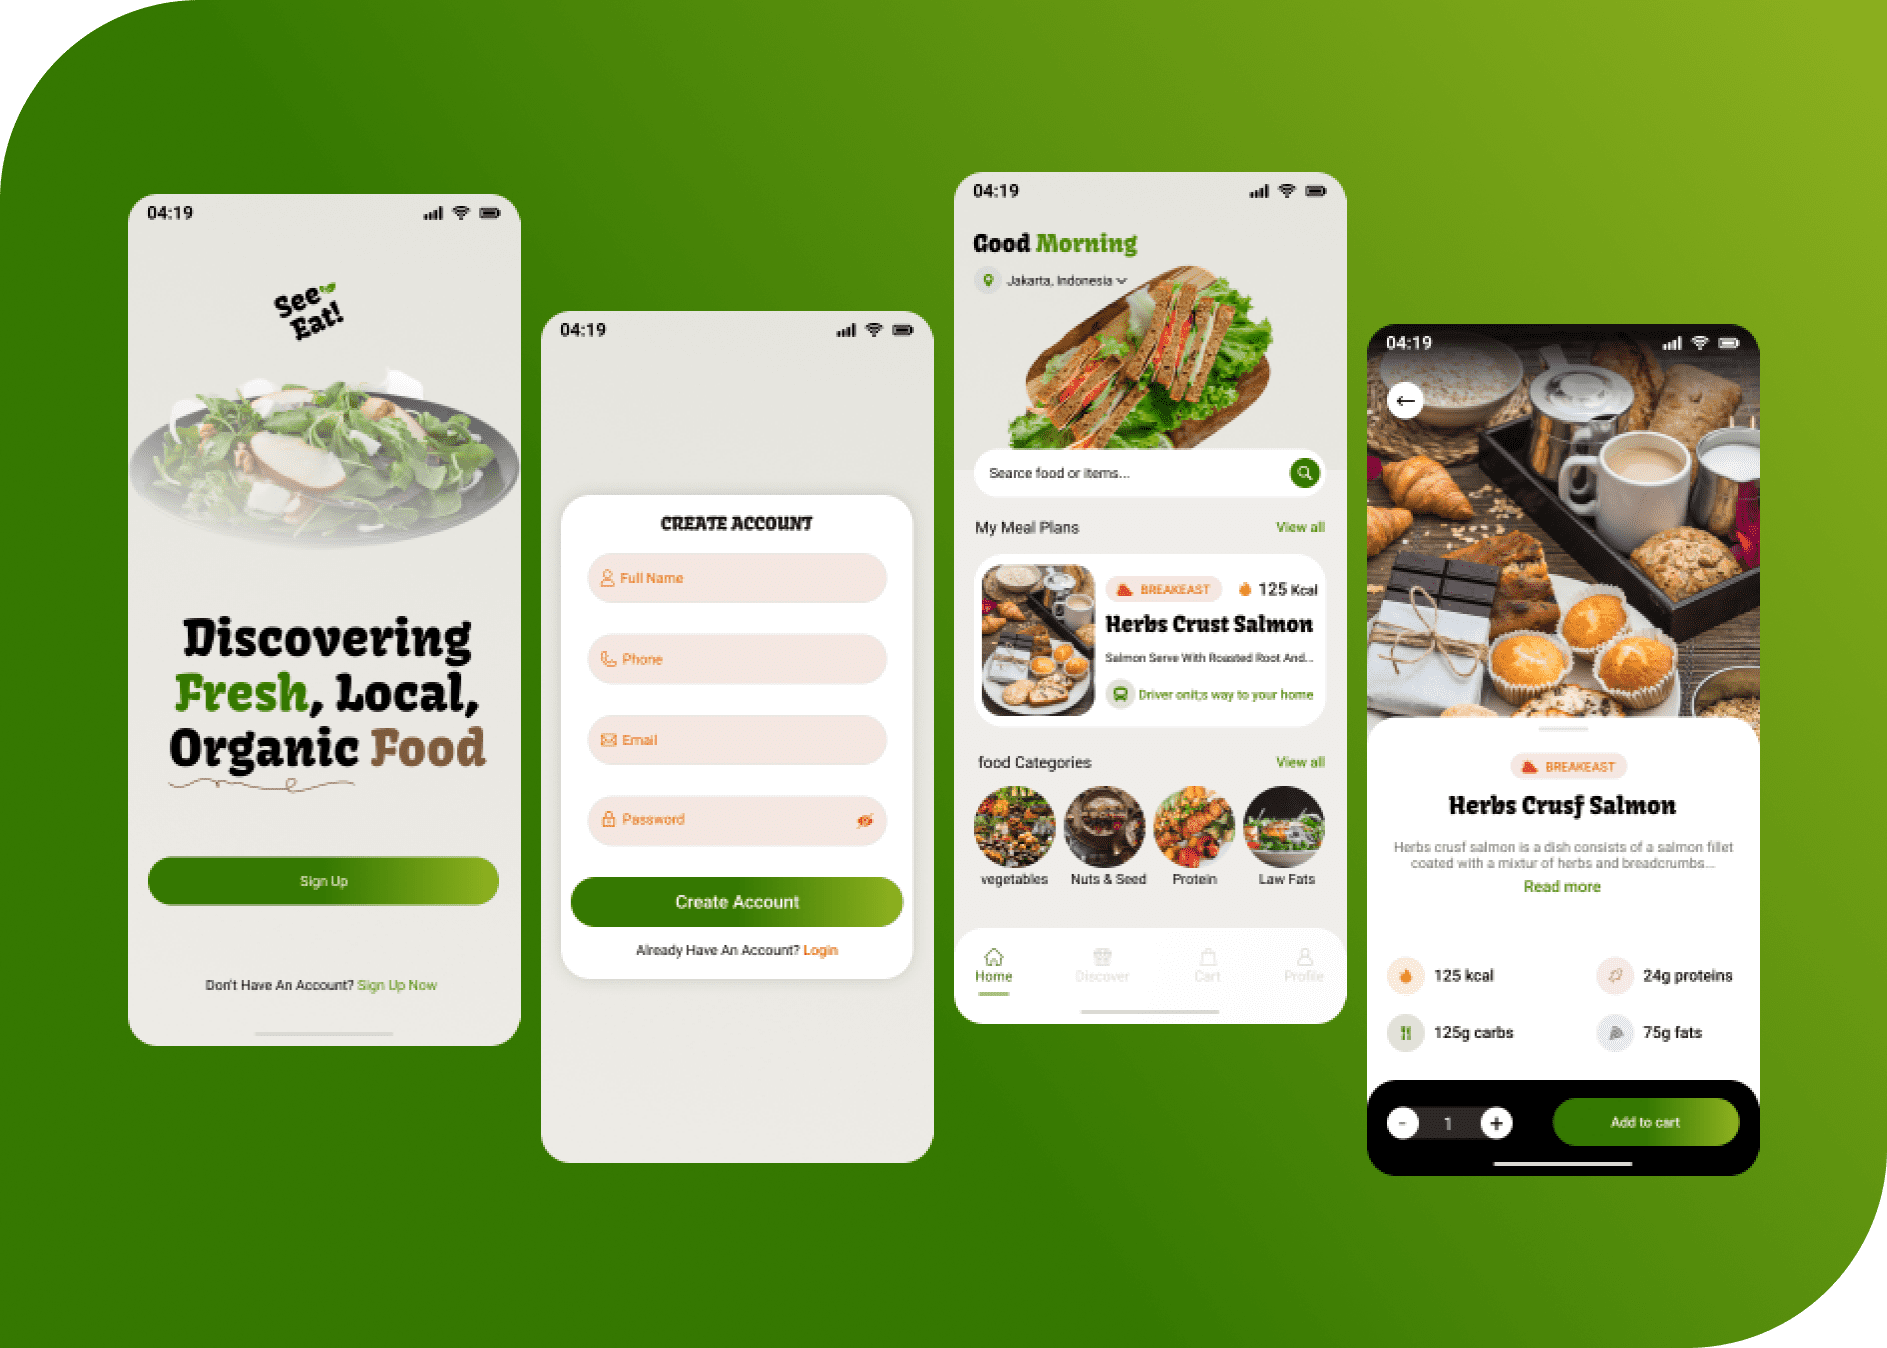 04:19
See
Eat!
Discovering
Fresh, Local,
Organic Food
Sign Up
Don't Have An Account? Sign Up Now
04:19
CREATE ACCOUNT
Full Name
Phone
Email
Password
Create Account
Already Have An Account? Login
04:19
Good Morning
Jakarta, Indonesia
Searce food or items...
My Meal Plans
View all
BREAKEAST
125 Kcal
Herbs Crust Salmon
Salmon Serve With Roasted Root And...
Driver onit;s way to your home
food Categories
View all
vegetables
Nuts & Seed
Protein
Law Fats
Home
Discover
Cart
Profile
04:19
BREAKEAST
Herbs Crusf Salmon
Herbs crusf salmon is a dish consists of a salmon fillet
coated with a mixtur of herbs and breadcrumbs...
Read more
125 kcal
24g proteins
125g carbs
75g fats
- 1 +
Add to cart